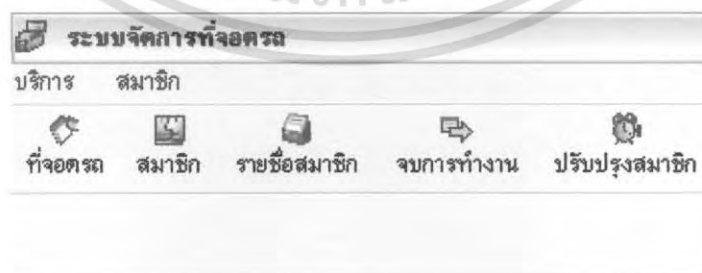 ระบบจัดการที่จอดรถ
บริการ สมาชิก
ที่จอดรถ สมาชิก รายชื่อสมาชิก จบการทำงาน ปรับปรุงสมาชิก